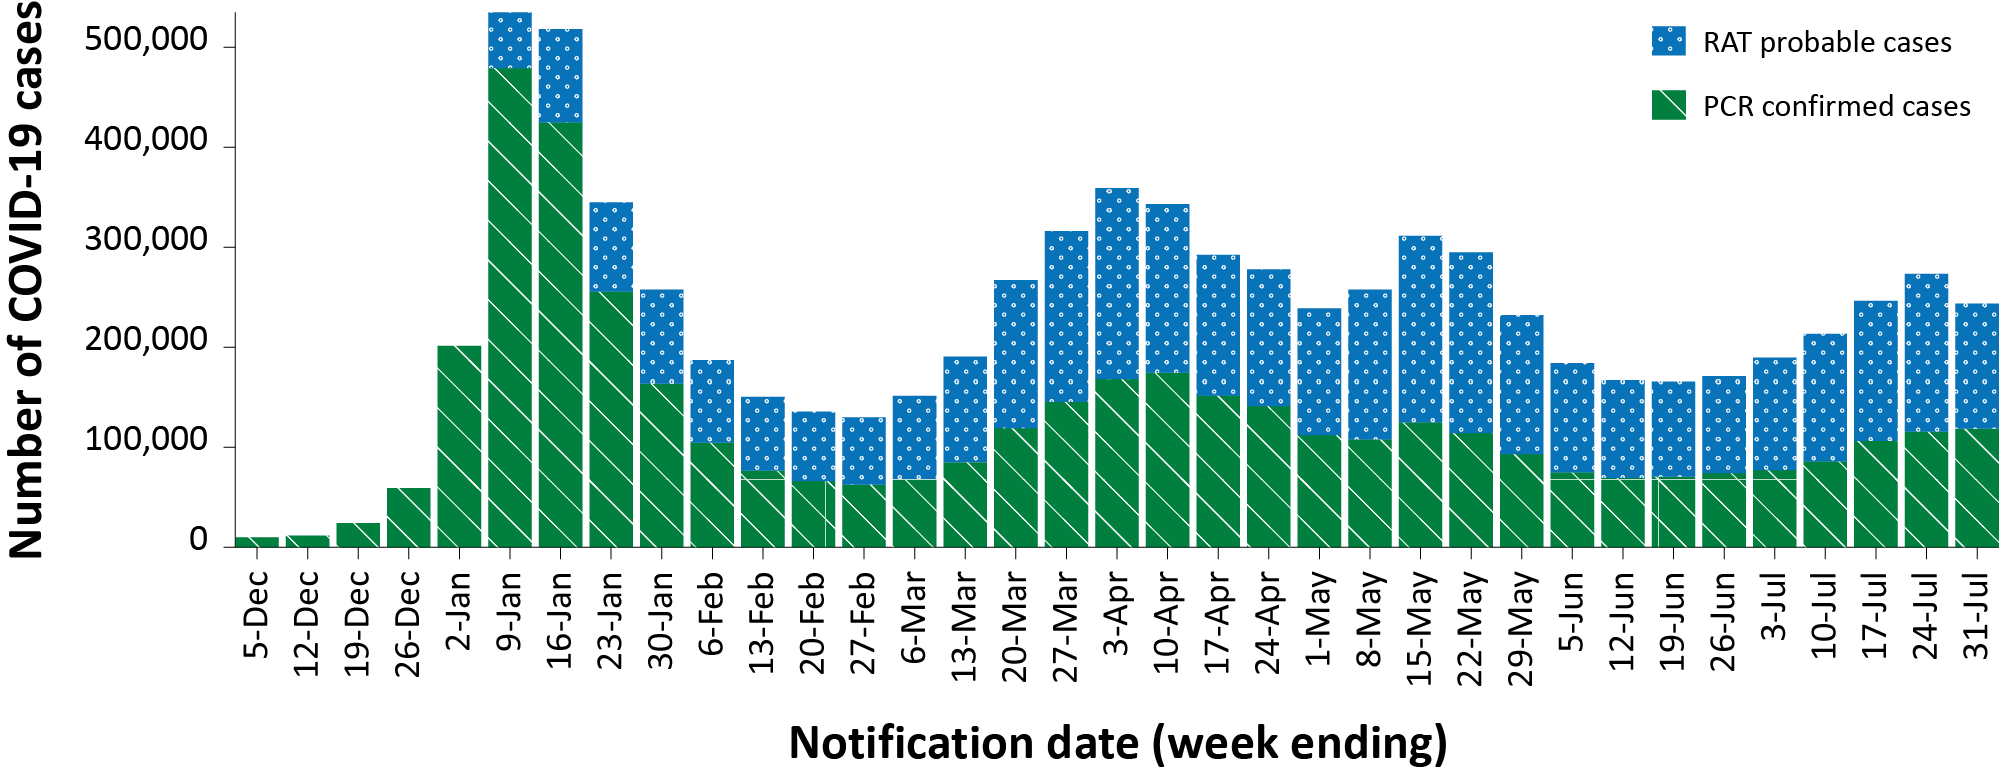 Number of COVID-19 cases
500,000
400,000
300,000
200,000
100,000
0
RAT probable cases
PCR confirmed cases
5-Dec
12-Dec
19-Dec
26-Dec
2-Jan
9-Jan
16-Jan
23-Jan
30-Jan
6-Feb
13-Feb
20-Feb
27-Feb
6-Mar
13-Mar
20-Mar
27-Mar
3-Apr
10-Apr
17-Apr
24-Apr
1-May
8-May
15-May
22-May
29-May
5-Jun
12-Jun
19-Jun
26-Jun
3-Jul
10-Jul
17-Jul
24-Jul
31-Jul
Notification date (week ending)